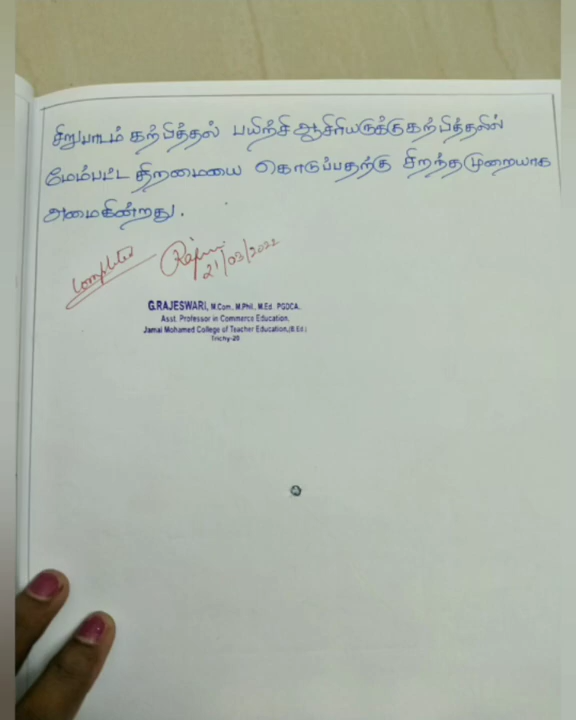 சிறுபாடம் கற்பித்தல் பயிற்சி ஆசிரியருக்கு கற்பித்தலில்
மேம்பட்ட திறமையை கொடுப்பதற்கு சிறந்த முறையாக
அமைகின்றது.
Completed
21/03/2022
G.RAJESWARI, M.Com., M.Phil., M.Ed. PGDCA.
Asst. Professor in Commerce Education,
Jamal Mohamed College of Teacher Education,(B.Ed.)
Trichy-20